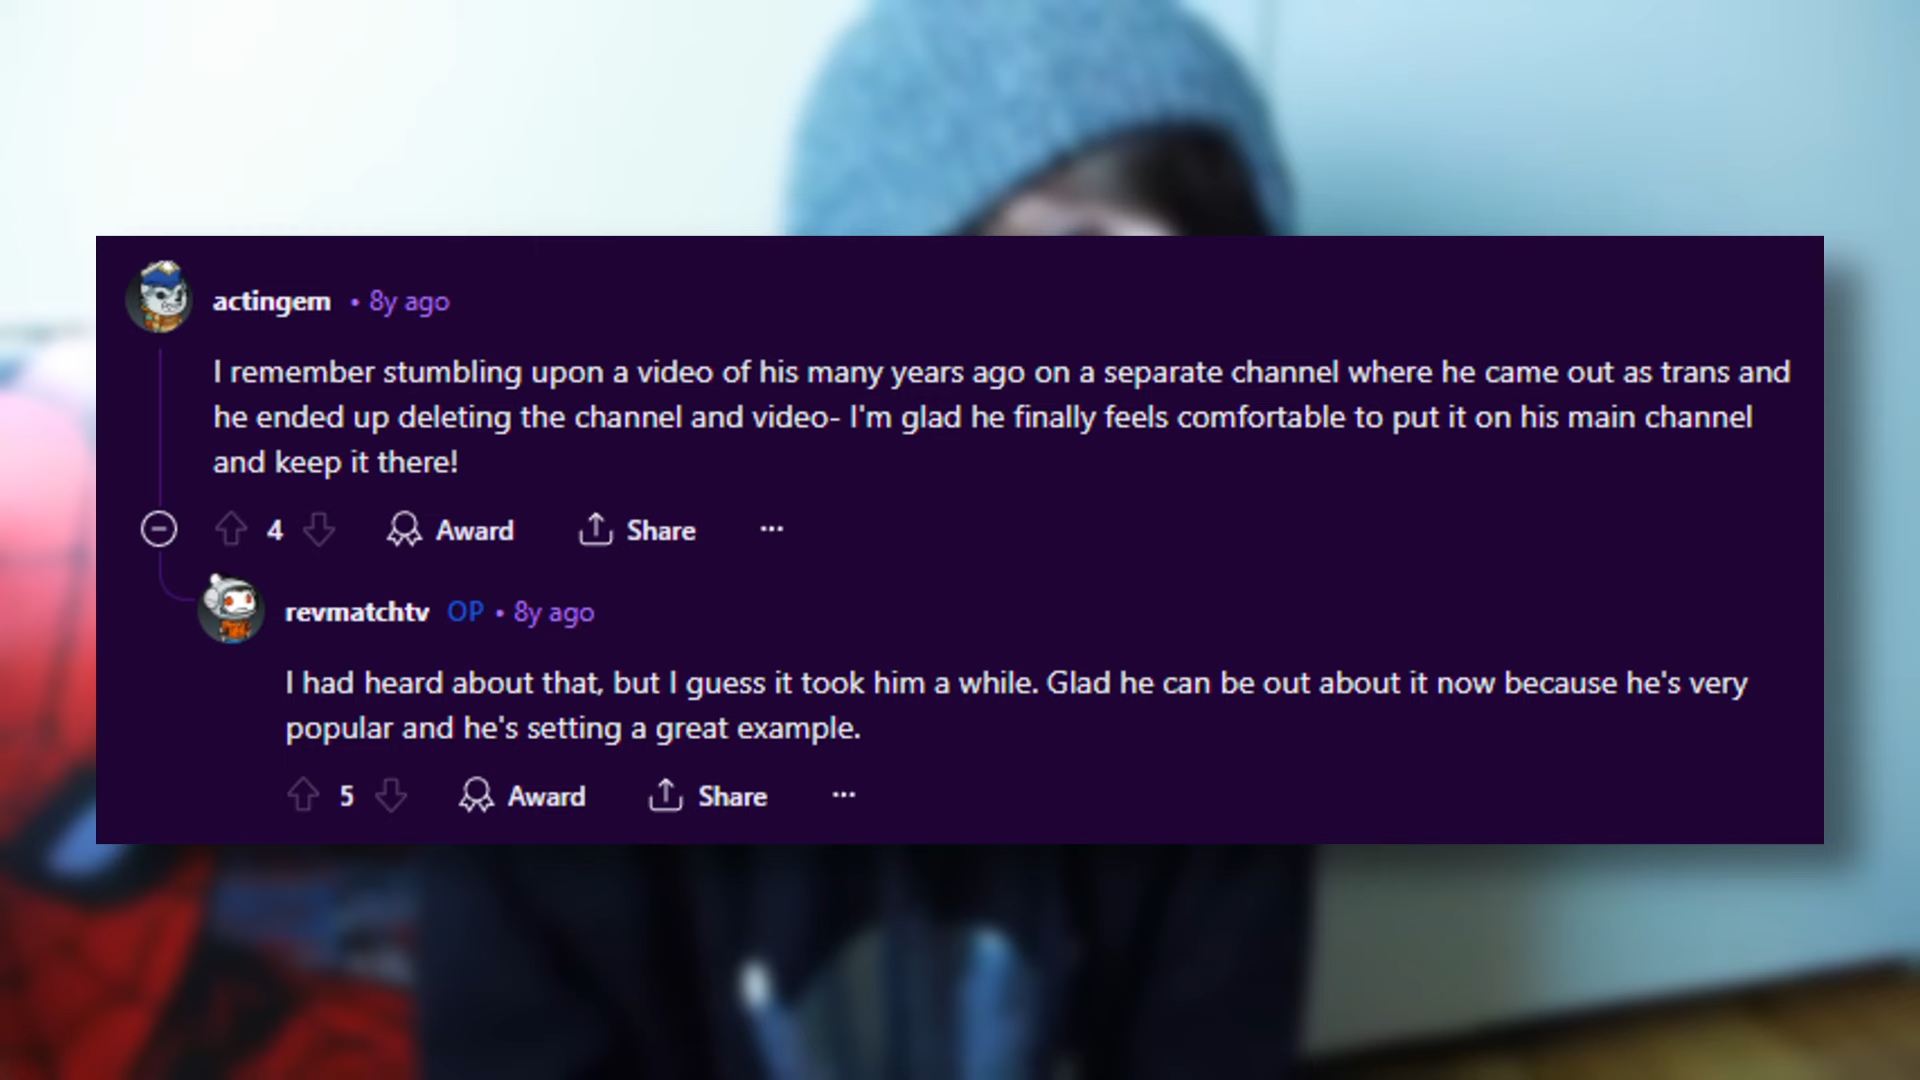 actingem • 8y ago
I remember stumbling upon a video of his many years ago on a separate channel where he came out as trans and
he ended up deleting the channel and video- I'm glad he finally feels comfortable to put it on his main channel
and keep it there!
4 Award Share ...
revmatchtv OP • 8y ago
I had heard about that, but I guess it took him a while. Glad he can be out about it now because he's very
popular and he's setting a great example.
5 Award Share ...